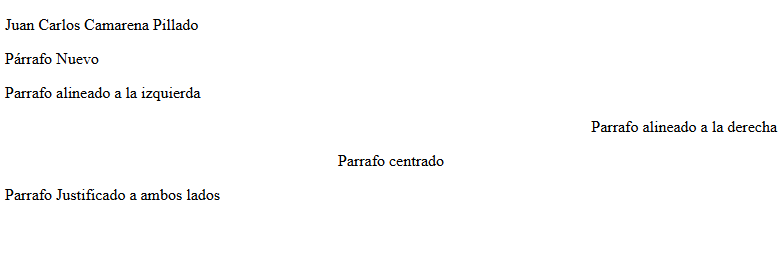 Juan Carlos Camarena Pillado
Párrafo Nuevo
Parrafo alineado a la izquierda
Parrafo alineado a la derecha
Parrafo centrado
Parrafo Justificado a ambos lados